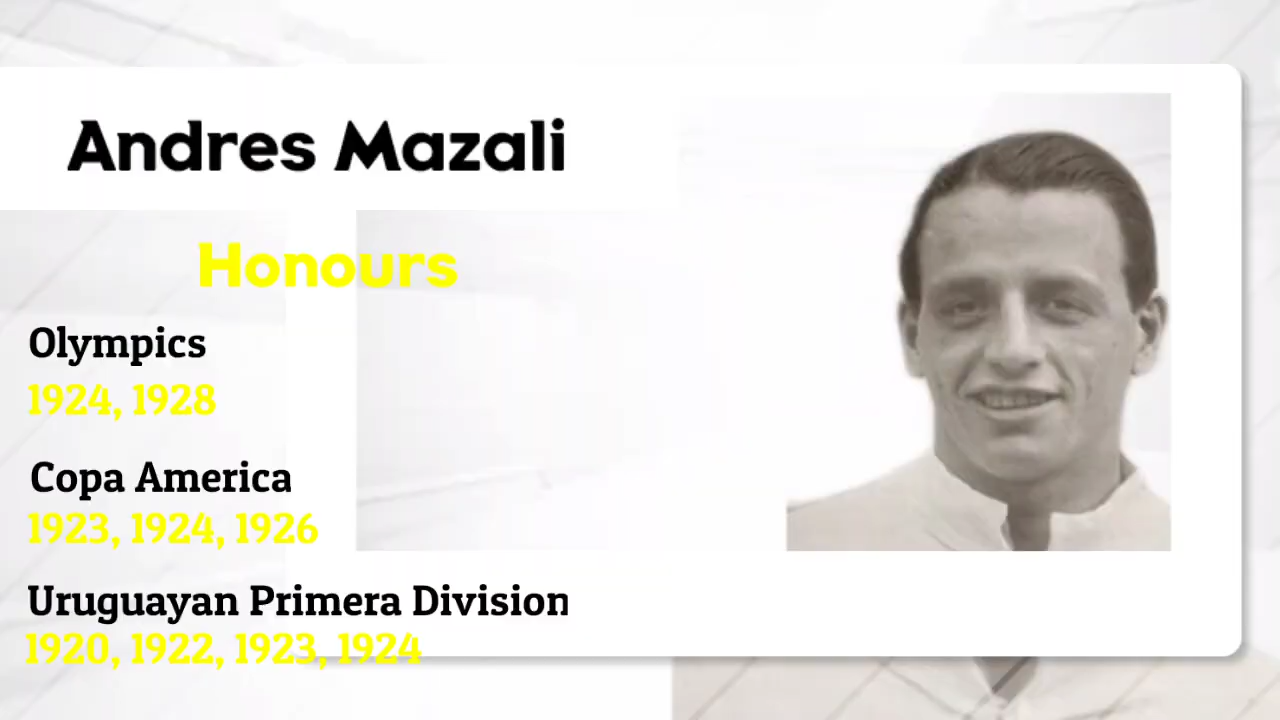 Andres Mazali
Honours
Olympics
1924, 1928
Copa America
1923, 1924, 1926
Uruguayan Primera Division
1920, 1922, 1923, 1924